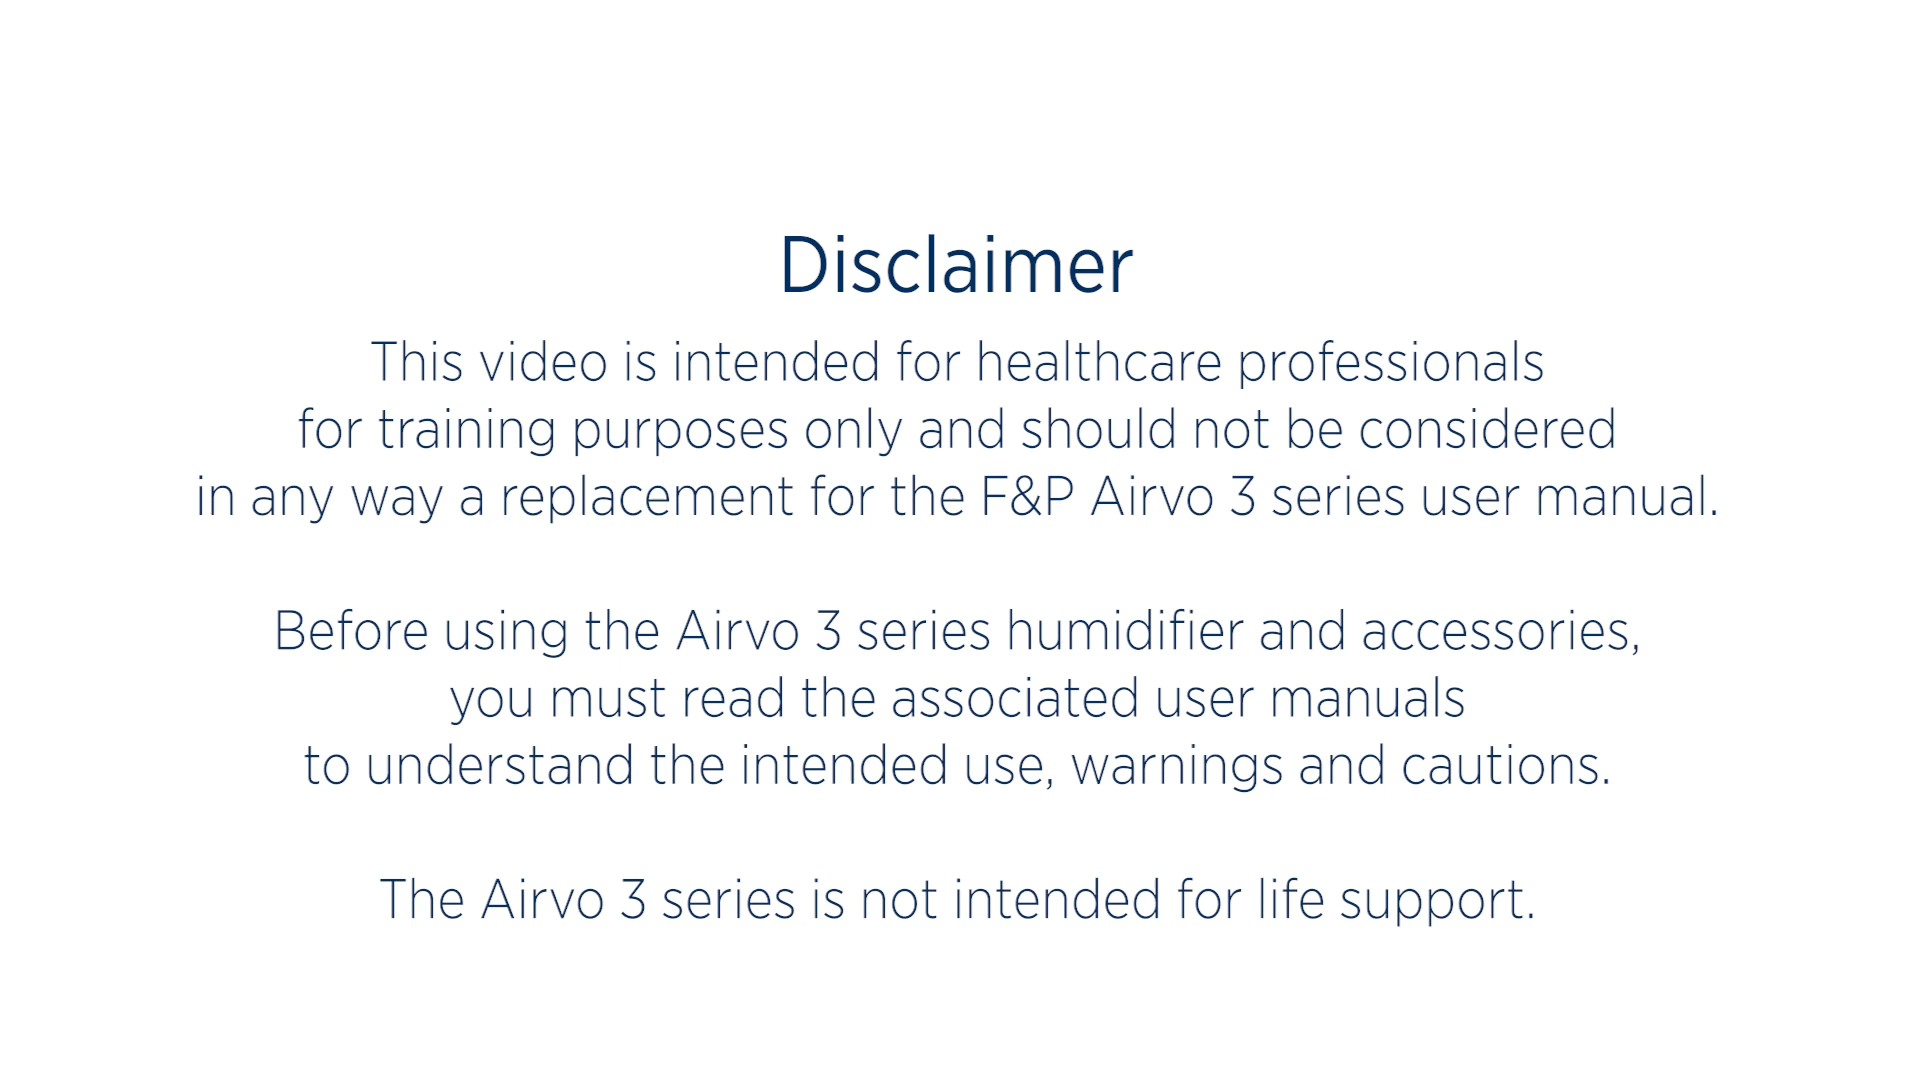 Disclaimer
This video is intended for healthcare professionals
for training purposes only and should not be considered
in any way a replacement for the F&P Airvo 3 series user manual.
Before using the Airvo 3 series humidifier and accessories,
you must read the associated user manuals
to understand the intended use, warnings and cautions.
The Airvo 3 series is not intended for life support.